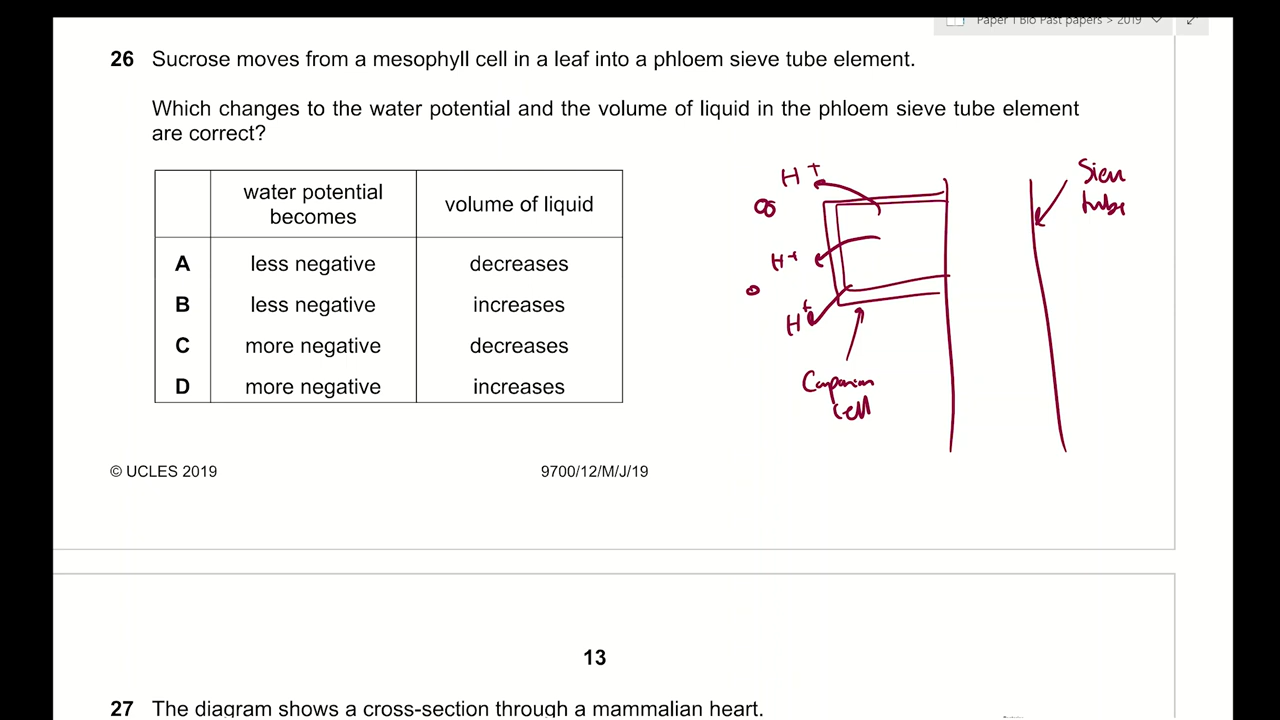 Paper 1 Bio Past papers > 2019
26 Sucrose moves from a mesophyll cell in a leaf into a phloem sieve tube element.
Which changes to the water potential and the volume of liquid in the phloem sieve tube element
are correct?
water potential becomes volume of liquid
A less negative decreases
B less negative increases
C more negative decreases
D more negative increases
H+
H+
H+
Companion
cell
tube
© UCLES 2019 9700/12/M/J/19
13
27 The diagram shows a cross-section through a mammalian heart.